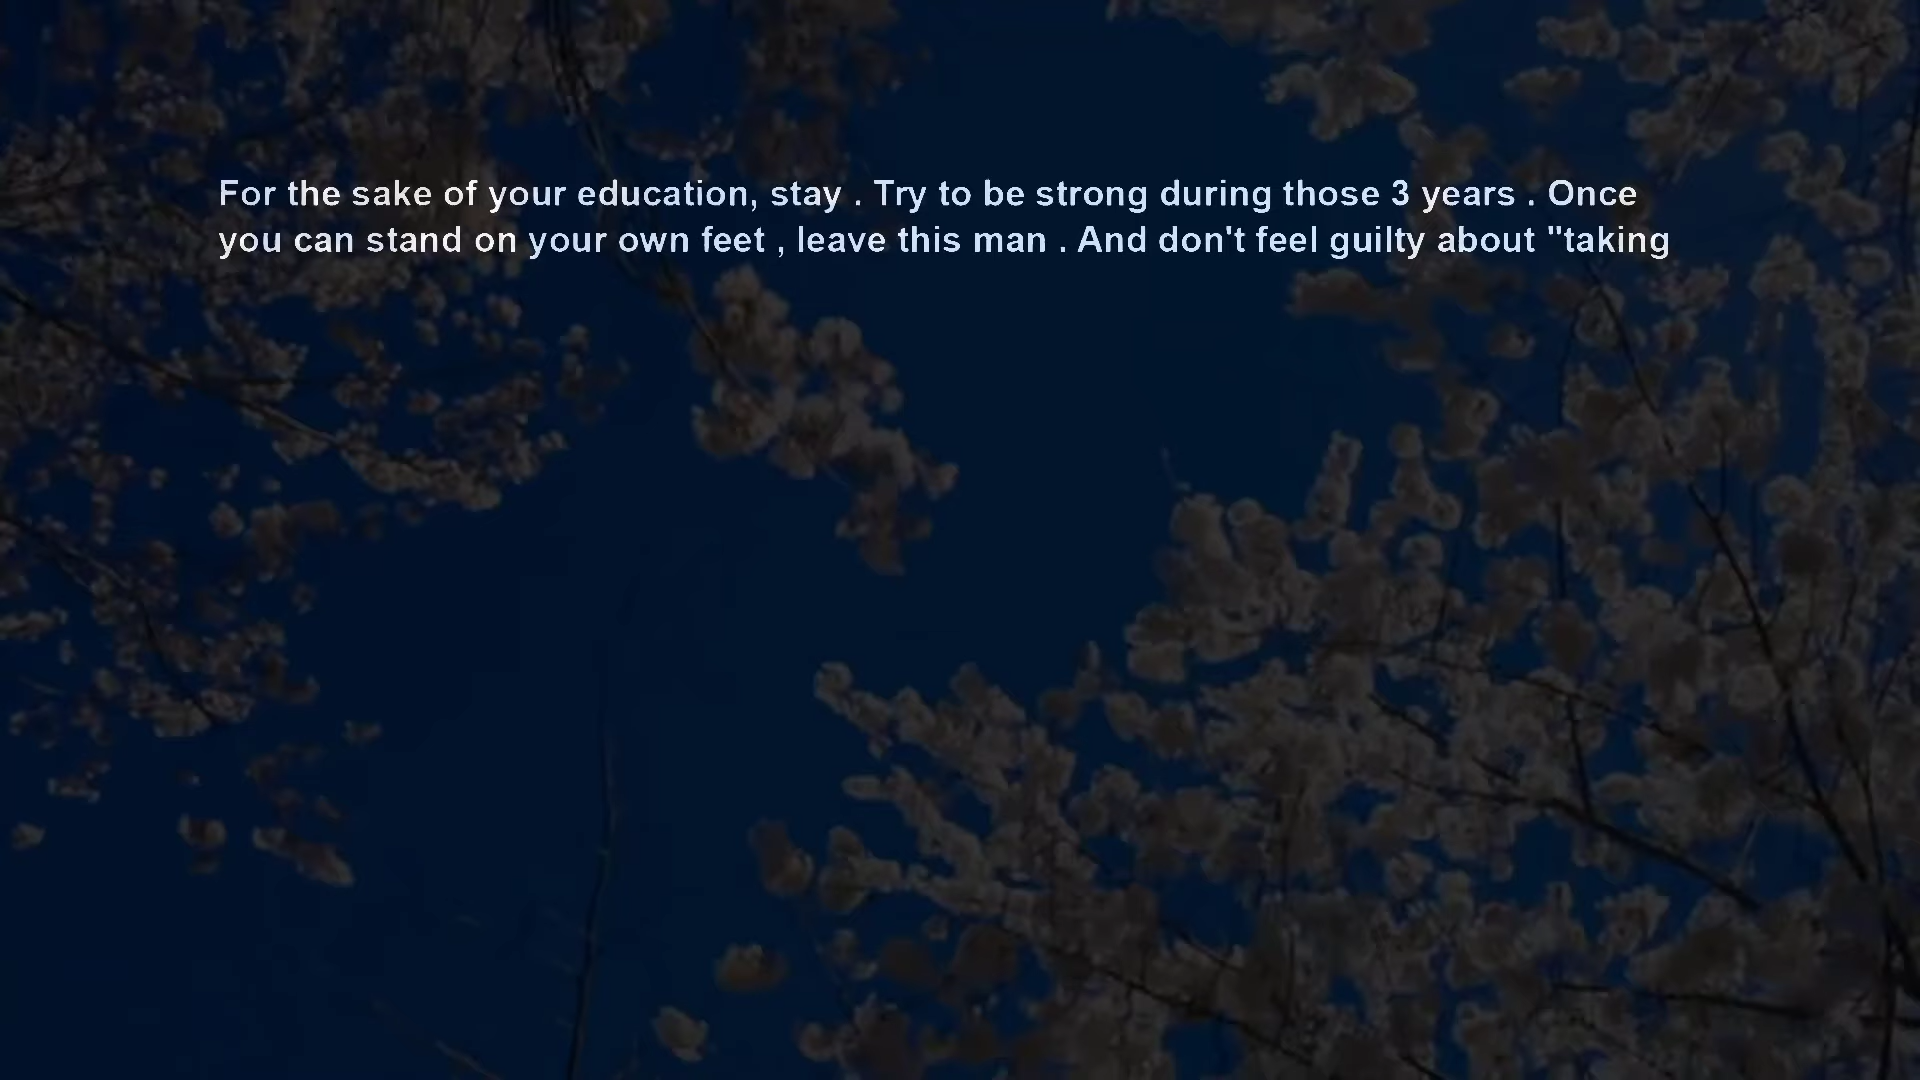 For the sake of your education, stay . Try to be strong during those 3 years . Once
you can stand on your own feet , leave this man . And don't feel guilty about "taking